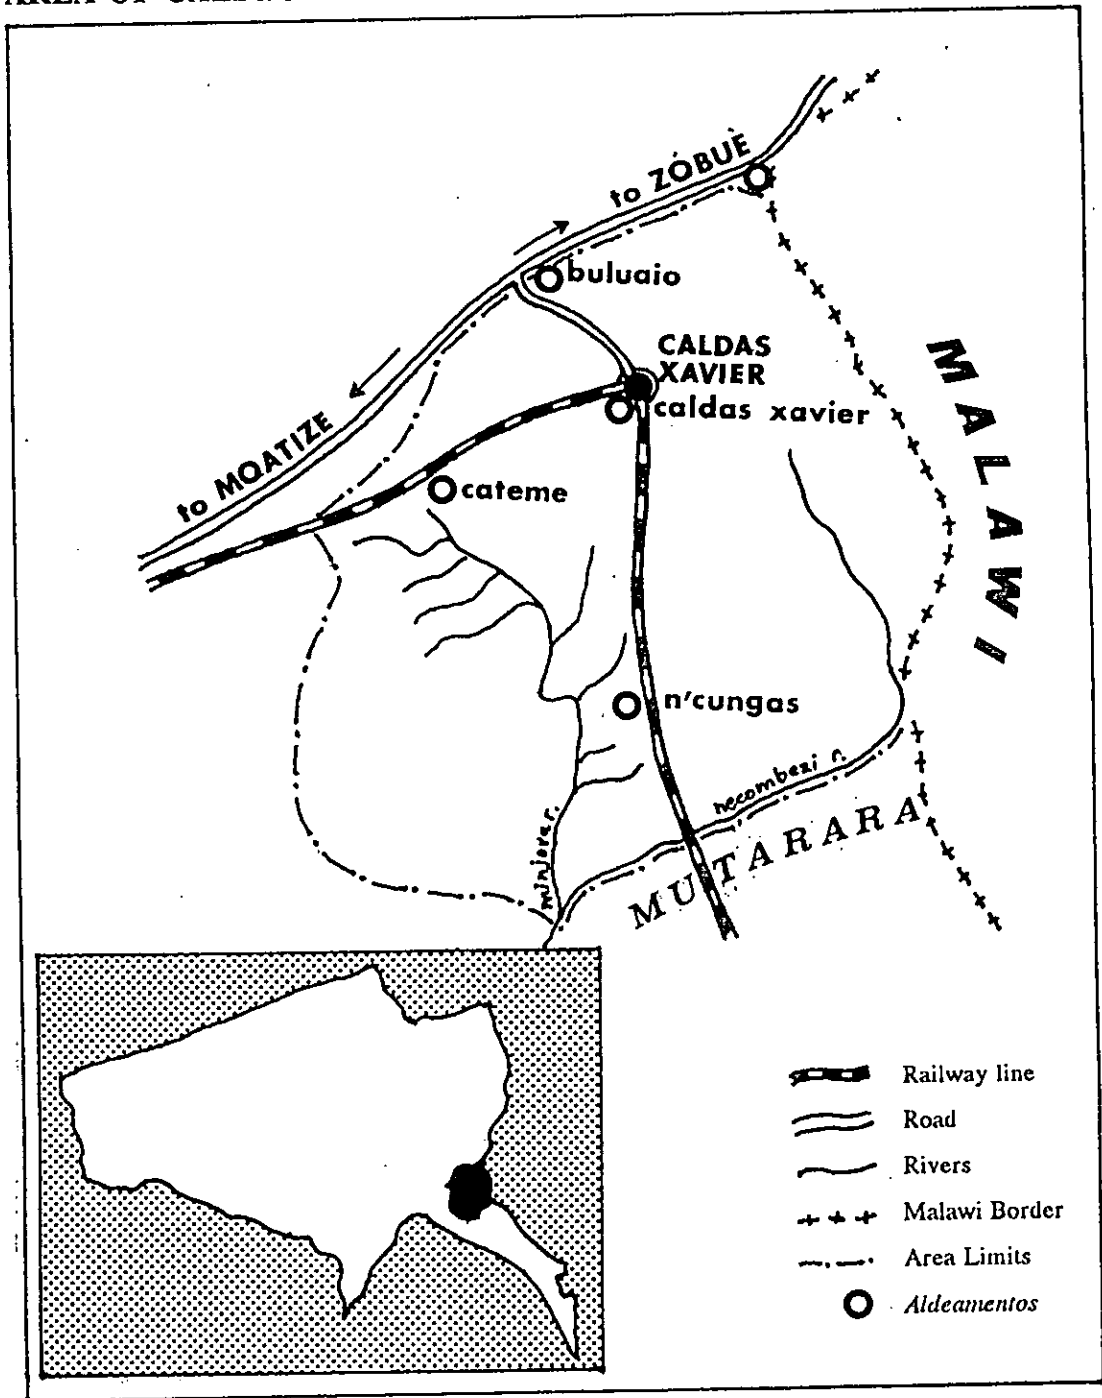 to ZÓBUÈ
buluaio
CALDAS
XAVIER
caldas xavier
MALAWI
to MOATIZE
cateme
n'cungas
necombezi r.
minjova r.
MUTARARA
Railway line
Road
Rivers
Malawi Border
Area Limits
Aldeamentos